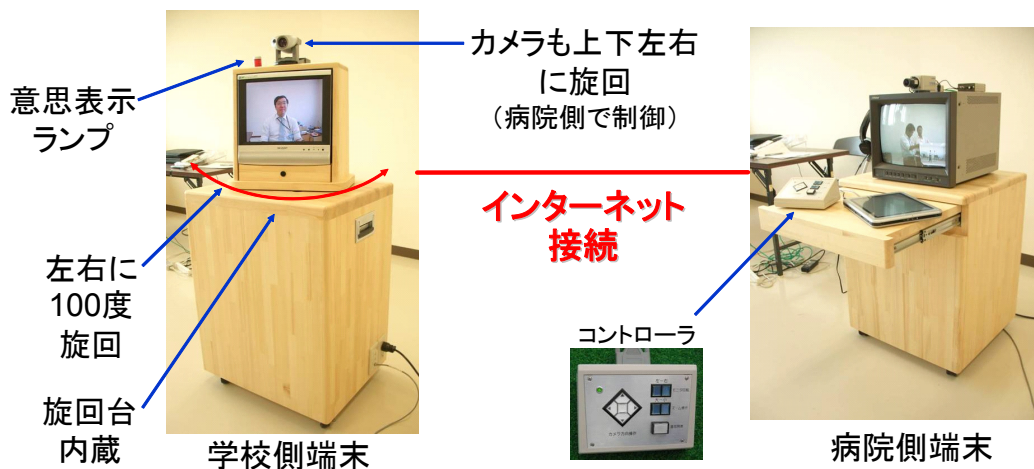 意思表示
ランプ
カメラも上下左右
に旋回
（病院側で制御）
インターネット
接続
左右に
100度
旋回
旋回台
内蔵
学校側端末
コントローラ
病院側端末